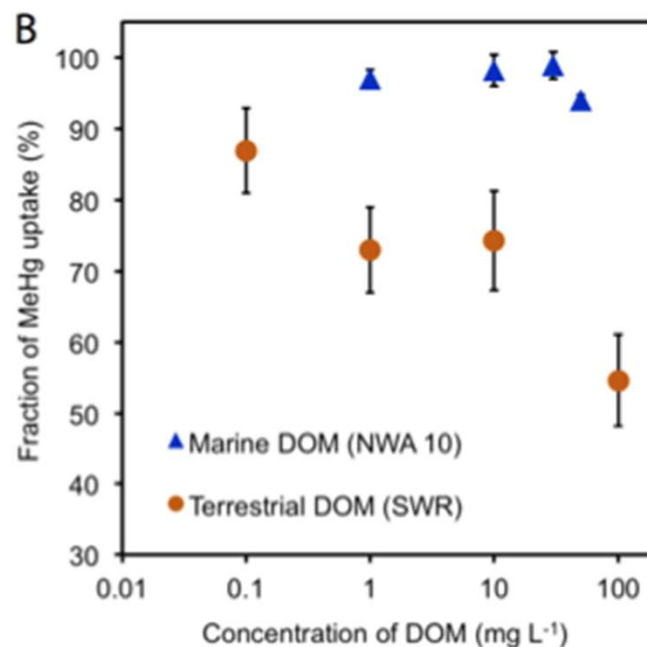 B
Fraction of MeHg uptake (%)
100
90
80
70
60
50
40
30
Marine DOM (NWA 10)
Terrestrial DOM (SWR)
0.01 0.1 1 10 100
Concentration of DOM (mg L⁻¹)